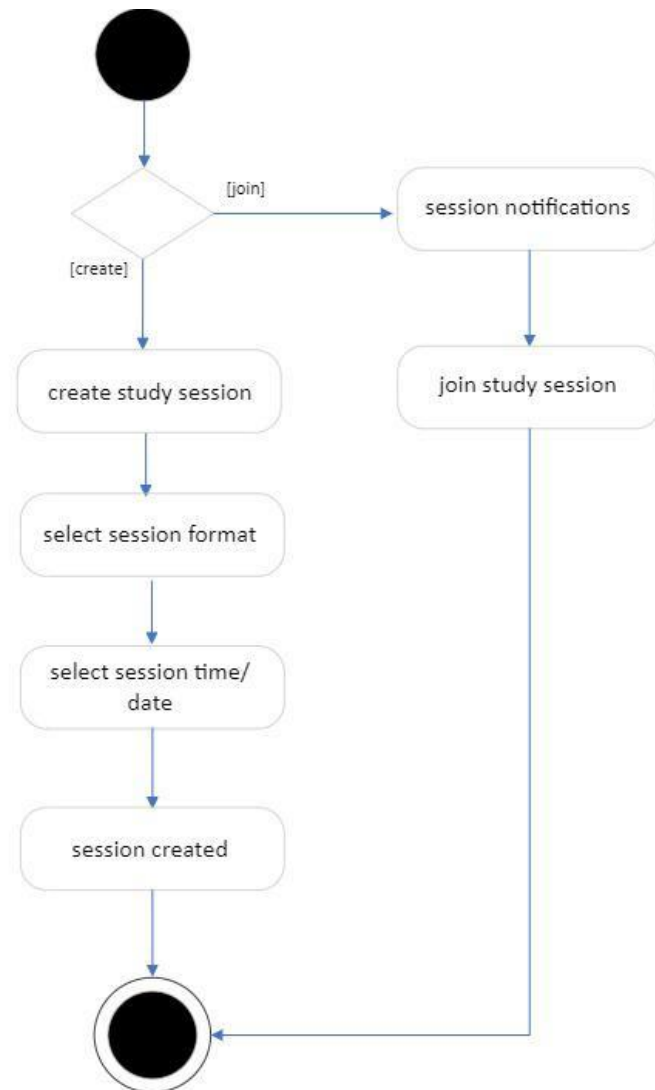 [join]
session notifications
[create]
create study session
join study session
select session format
select session time/
date
session created